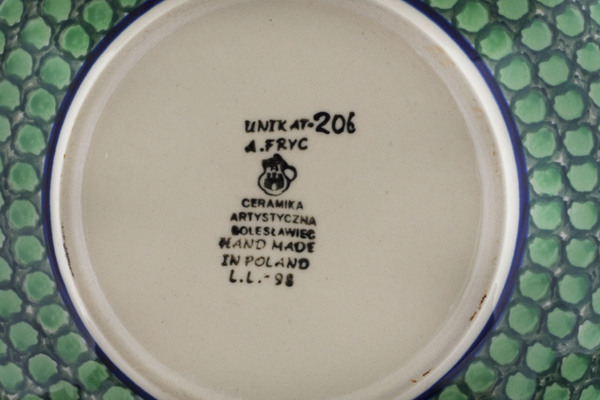 UNIKAT-206
A.FRYC
CERAMIKA
ARTYSTYCZNA
BOLESŁAWIEC
HAND MADE
IN POLAND
L.L.-98